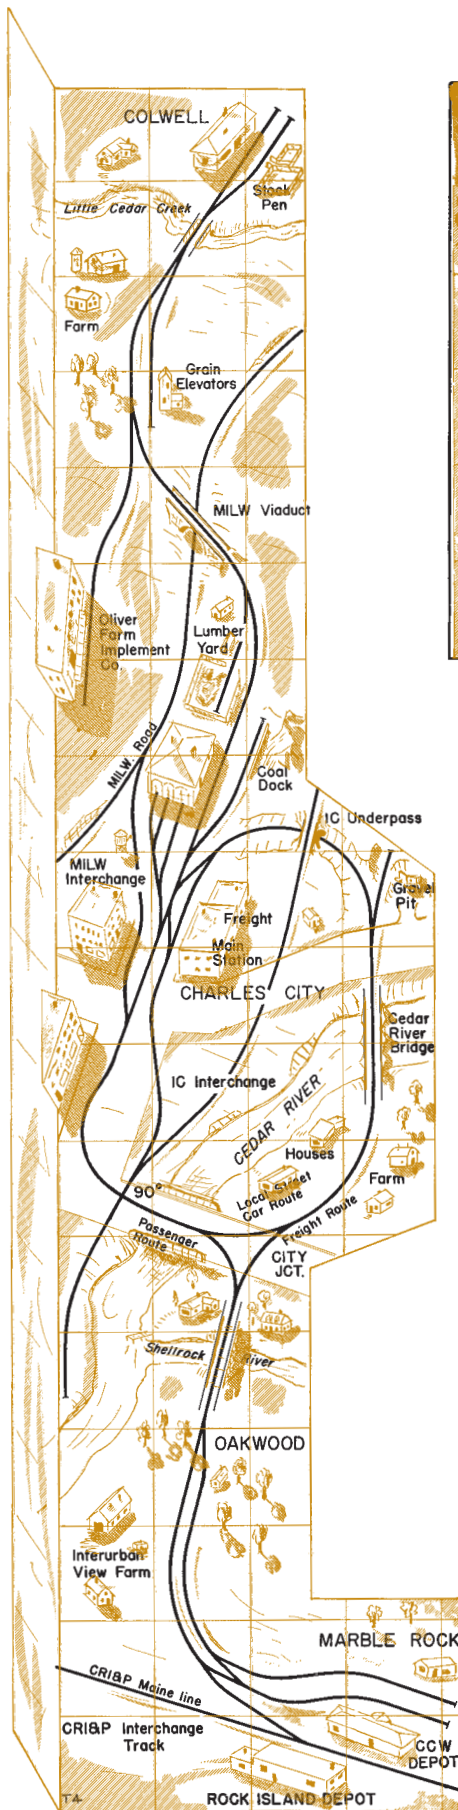 COLWELL
Stock
Pen
Little Cedar Creek
Farm
Grain
Elevators
MILW Viaduct
Oliver
Farm
Implement
Co.
Lumber
Yard
MILW. Road
Coal
Dock
IC Underpass
MILW
Interchange
Gravel
Pit
Freight
Main
Station
CHARLES CITY
Cedar
River
Bridge
IC Interchange
CEDAR RIVER
Houses
Farm
90°
Local Street
Car Route
Freight Route
Passenger
Route
CITY
JCT.
Shellrock River
OAKWOOD
Interurban
View Farm
MARBLE ROCK
CRI&P Maine line
CRI&P Interchange
Track
CCW
DEPOT
T4
ROCK ISLAND DEPOT